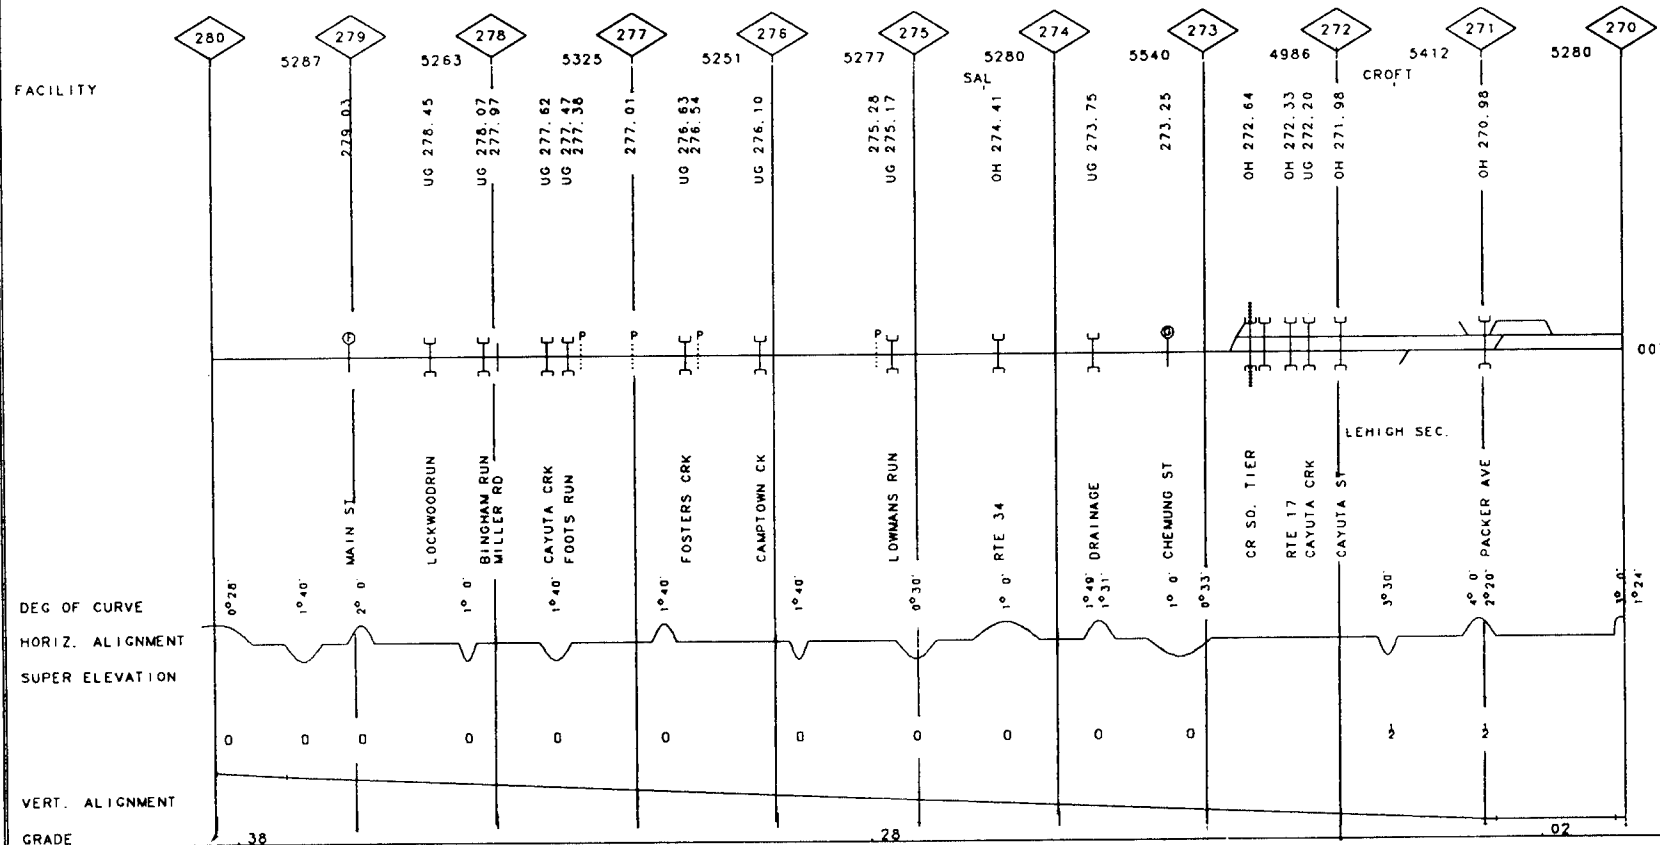 280 279 278 277 276 275 274 273 272 271 270
5287 5263 5325 5251 5277 5280 5540 4986 5412 5280
SAL CROFT
FACILITY
279.03
UG 278.45
UG 278.07
277.97
UG 277.62
UG 277.47
277.38
277.01
UG 276.63
276.54
UG 276.10
275.28
UG 275.17
OH 274.41
UG 273.75
273.25
OH 272.64
OH 272.33
UG 272.20
OH 271.98
OH 270.98
F
P P P P
00
LEHIGH SEC.
MAIN ST
LOCKWOODRUN
BINGHAM RUN
MILLER RD
CAYUTA CRK
FOOTS RUN
FOSTERS CRK
CAMPTOWN CK
LOWMANS RUN
RTE 34
DRAINAGE
CHEMUNG ST
CR SO. TIER
RTE 17
CAYUTA CRK
CAYUTA ST
PACKER AVE
DEG OF CURVE
0°28'
1°40'
2° 0'
1° 0'
1°40'
1°40'
1°40'
0°30'
1° 0'
1°49'
1°31'
1° 0'
0°33'
3°30'
4° 0'
2°20'
3° 0'
1°24'
HORIZ. ALIGNMENT
SUPER ELEVATION
0 0 0 0 0 0 0 0 0 0 0
VERT. ALIGNMENT
GRADE
.38 .28 .02